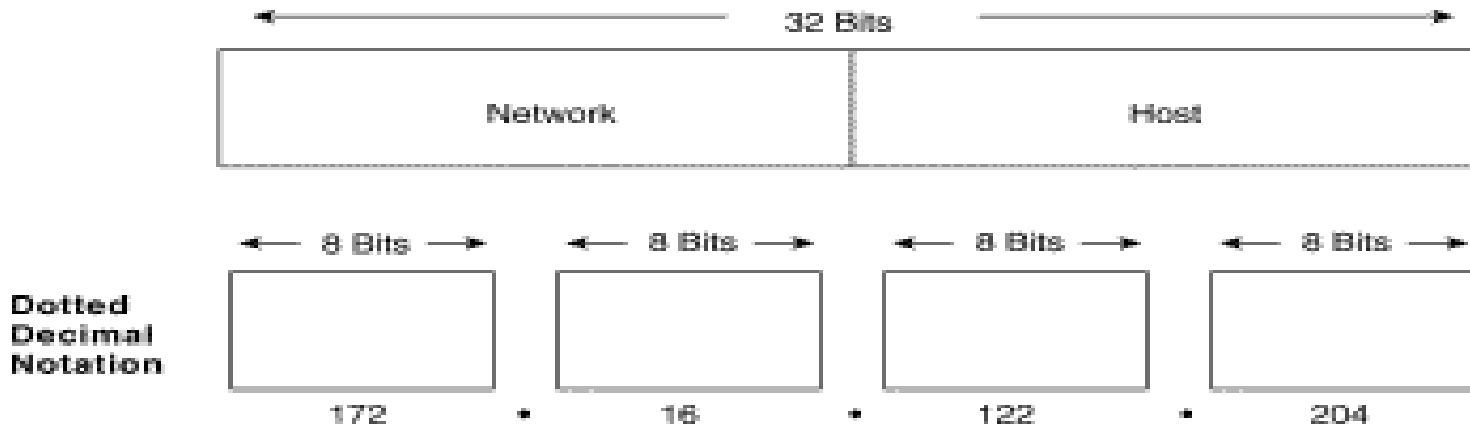 32 Bits
Network Host
8 Bits 8 Bits 8 Bits 8 Bits
Dotted
Decimal
Notation
172 . 16 . 122 . 204